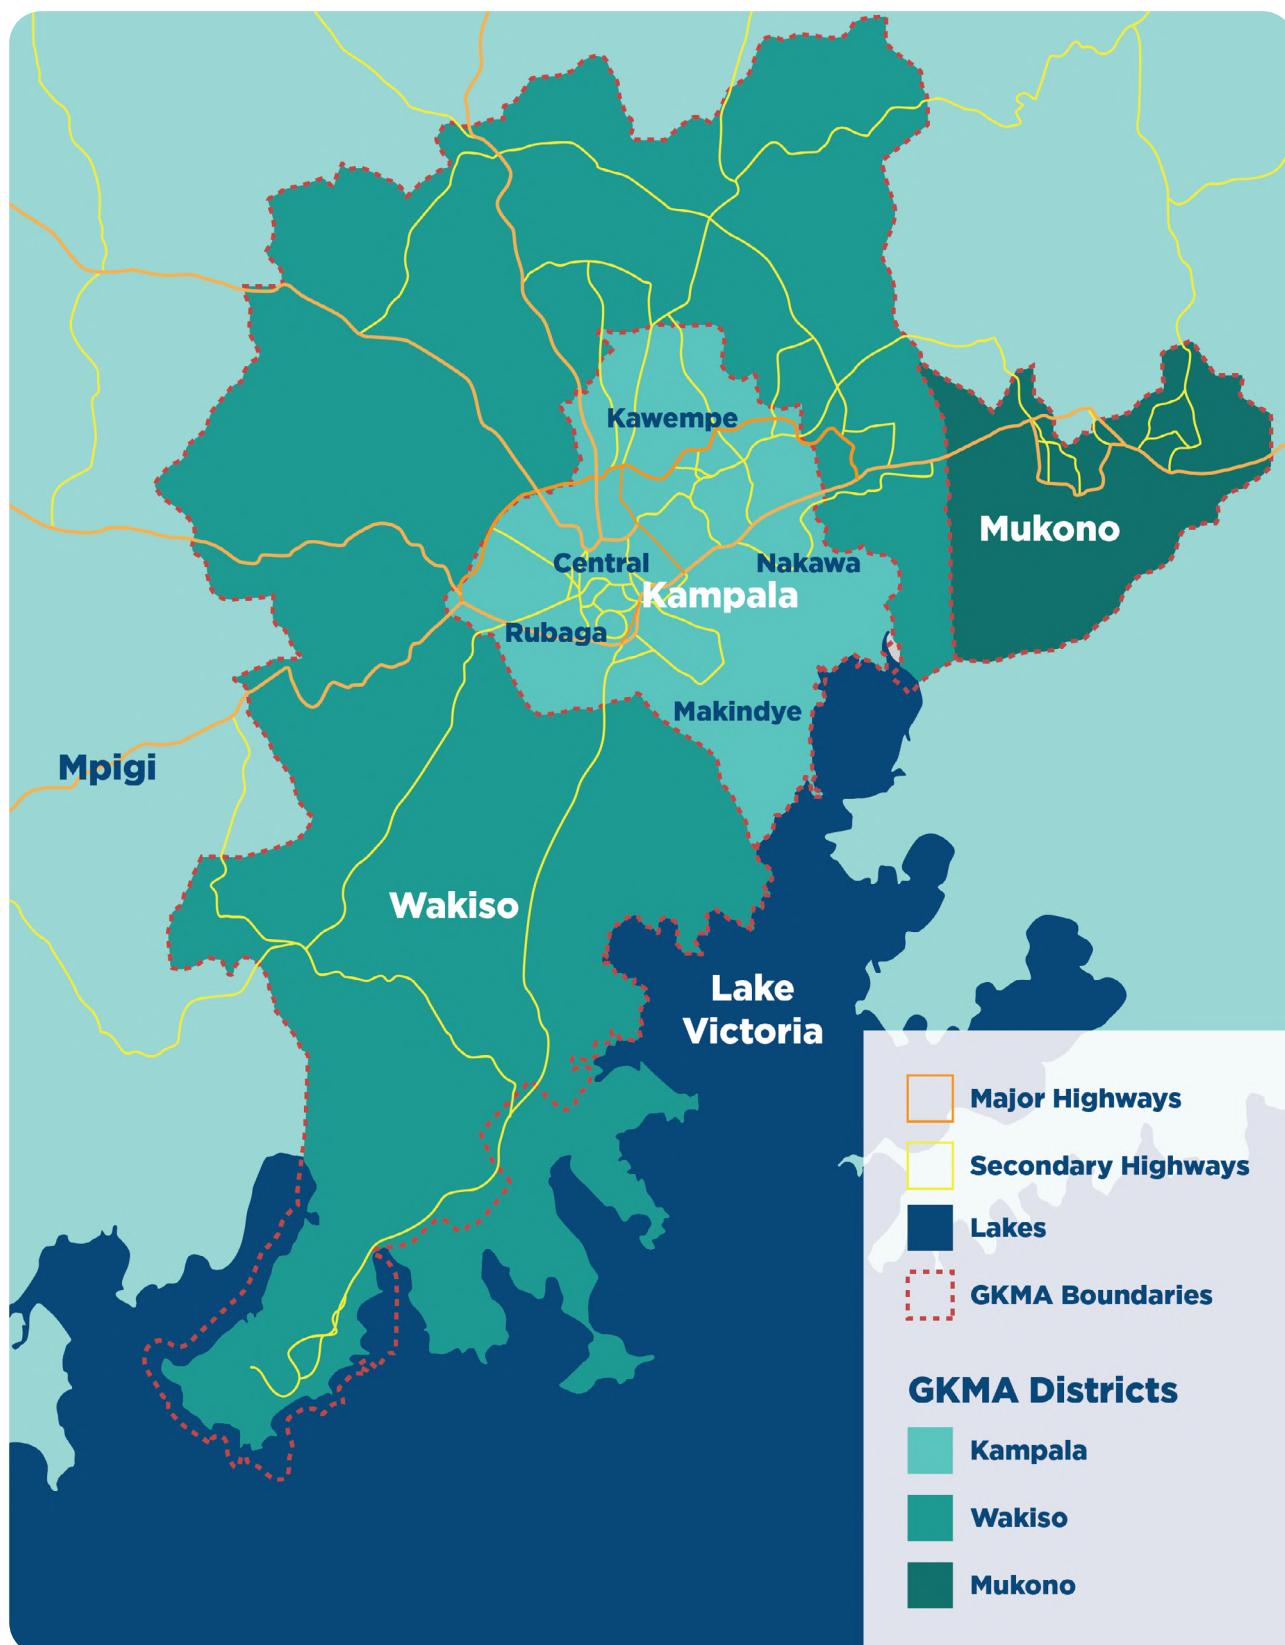 Kawempe
Mukono
Central
Nakawa
Kampala
Rubaga
Makindye
Mpigi
Wakiso
Lake
Victoria
Major Highways
Secondary Highways
Lakes
GKMA Boundaries
GKMA Districts
Kampala
Wakiso
Mukono